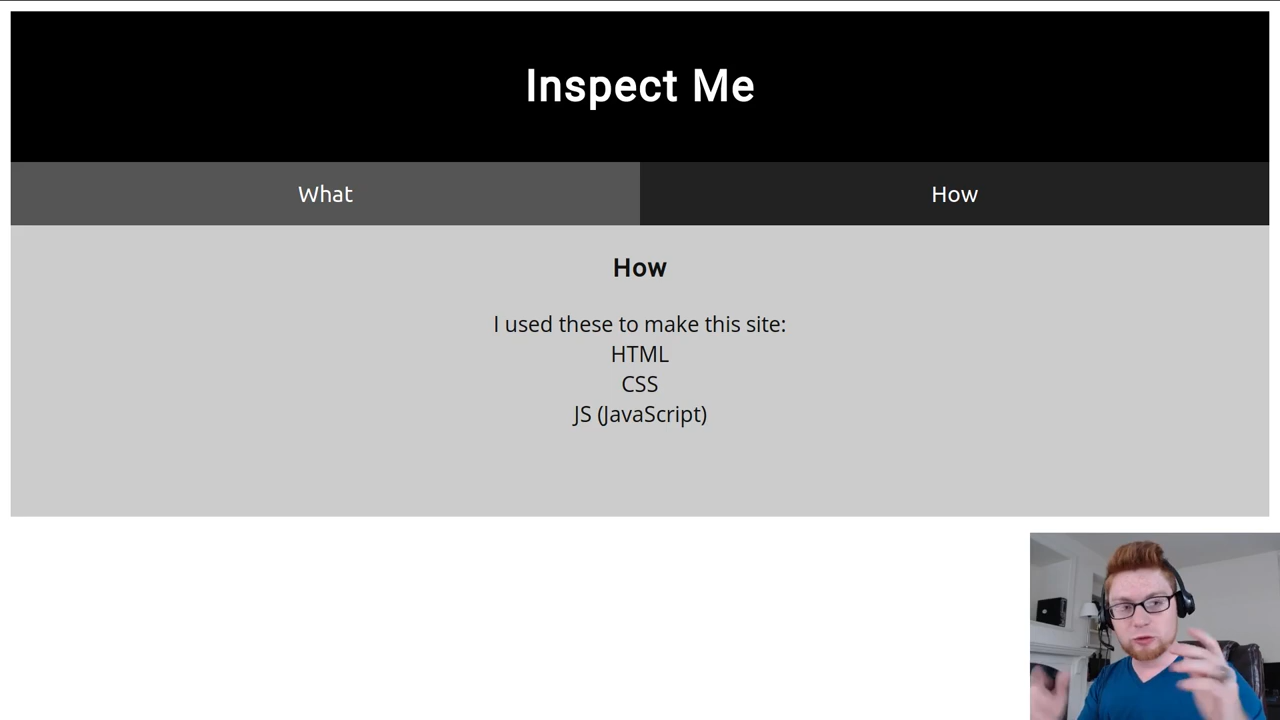 Inspect Me
What
How
How
I used these to make this site:
HTML
CSS
JS (JavaScript)